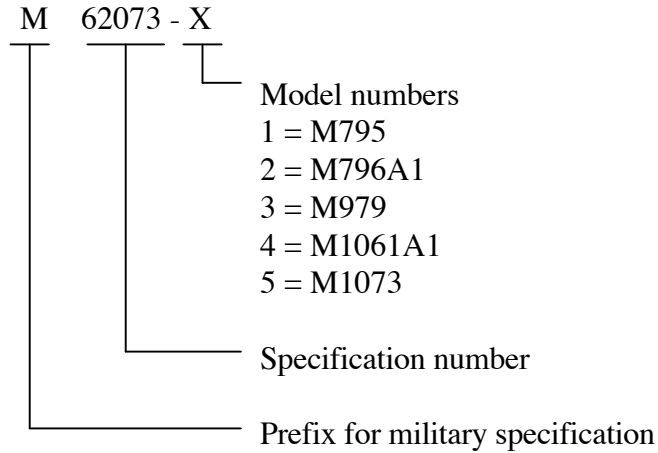 M 62073 - X
Model numbers
1 = M795
2 = M796A1
3 = M979
4 = M1061A1
5 = M1073
Specification number
Prefix for military specification